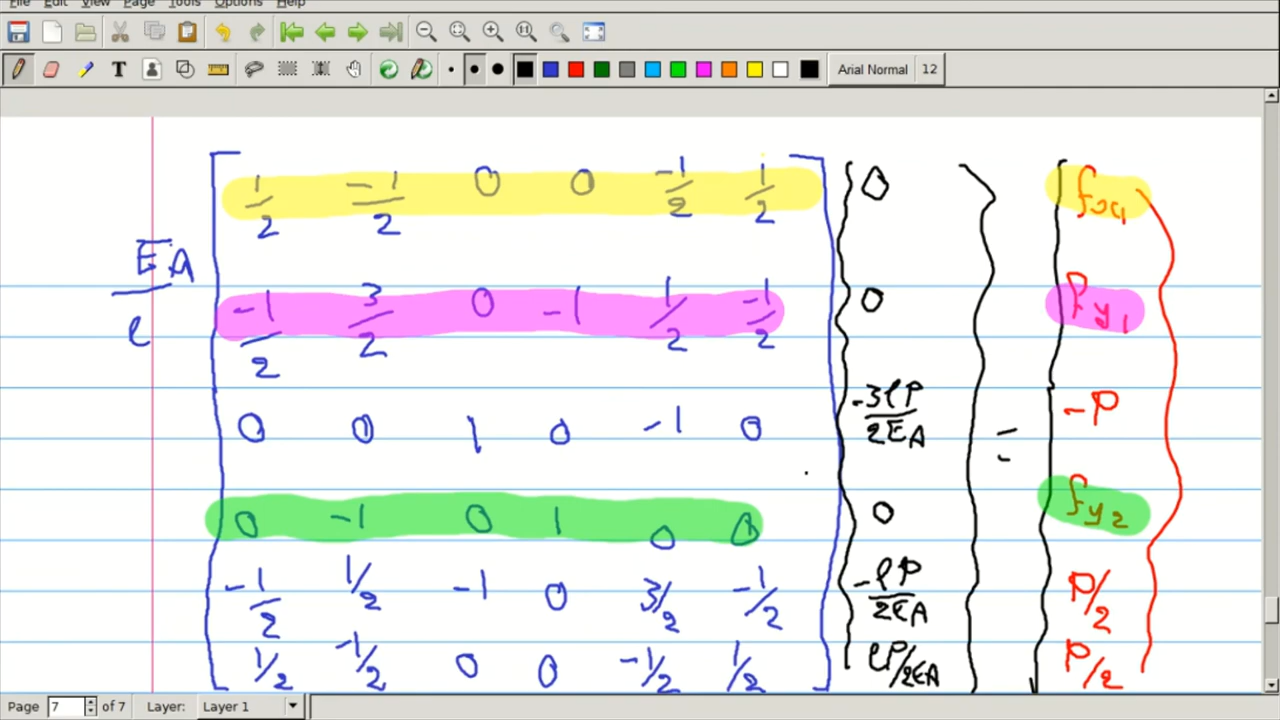 File Edit View Page Tools Options Help
Arial Normal 12
1/2 -1/2 0 0 -1/2 1/2 0 fx1
EA/l
-1/2 3/2 0 -1 1/2 -1/2 0 fy1
0 0 1 0 -1 0 -3lP/2EA = -P
0 -1 0 1 0 0 0 fy2
-1/2 1/2 -1 0 3/2 -1/2 -lP/2EA P/2
1/2 -1/2 0 0 -1/2 1/2 lP/2EA P/2
Page 7 of 7 Layer: Layer 1